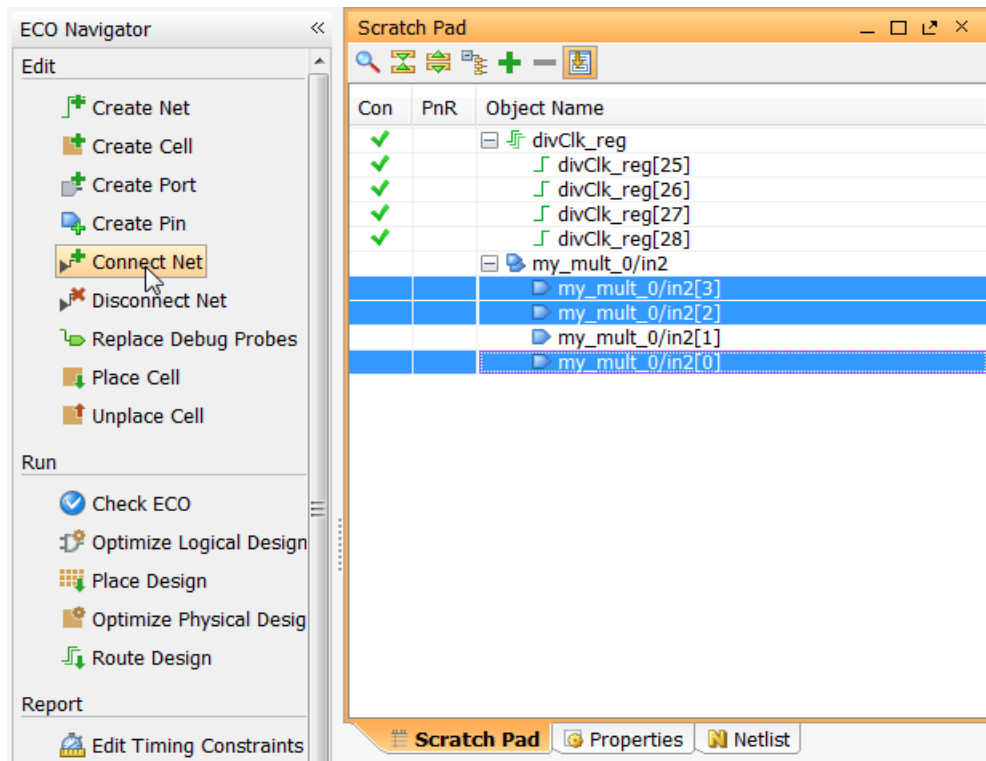 ECO Navigator
Edit
Create Net
Create Cell
Create Port
Create Pin
Connect Net
Disconnect Net
Replace Debug Probes
Place Cell
Unplace Cell
Run
Check ECO
Optimize Logical Design
Place Design
Optimize Physical Desig
Route Design
Report
Edit Timing Constraints
Scratch Pad
Con PnR Object Name
divClk_reg
divClk_reg[25]
divClk_reg[26]
divClk_reg[27]
divClk_reg[28]
my_mult_0/in2
my_mult_0/in2[3]
my_mult_0/in2[2]
my_mult_0/in2[1]
my_mult_0/in2[0]
Scratch Pad Properties Netlist